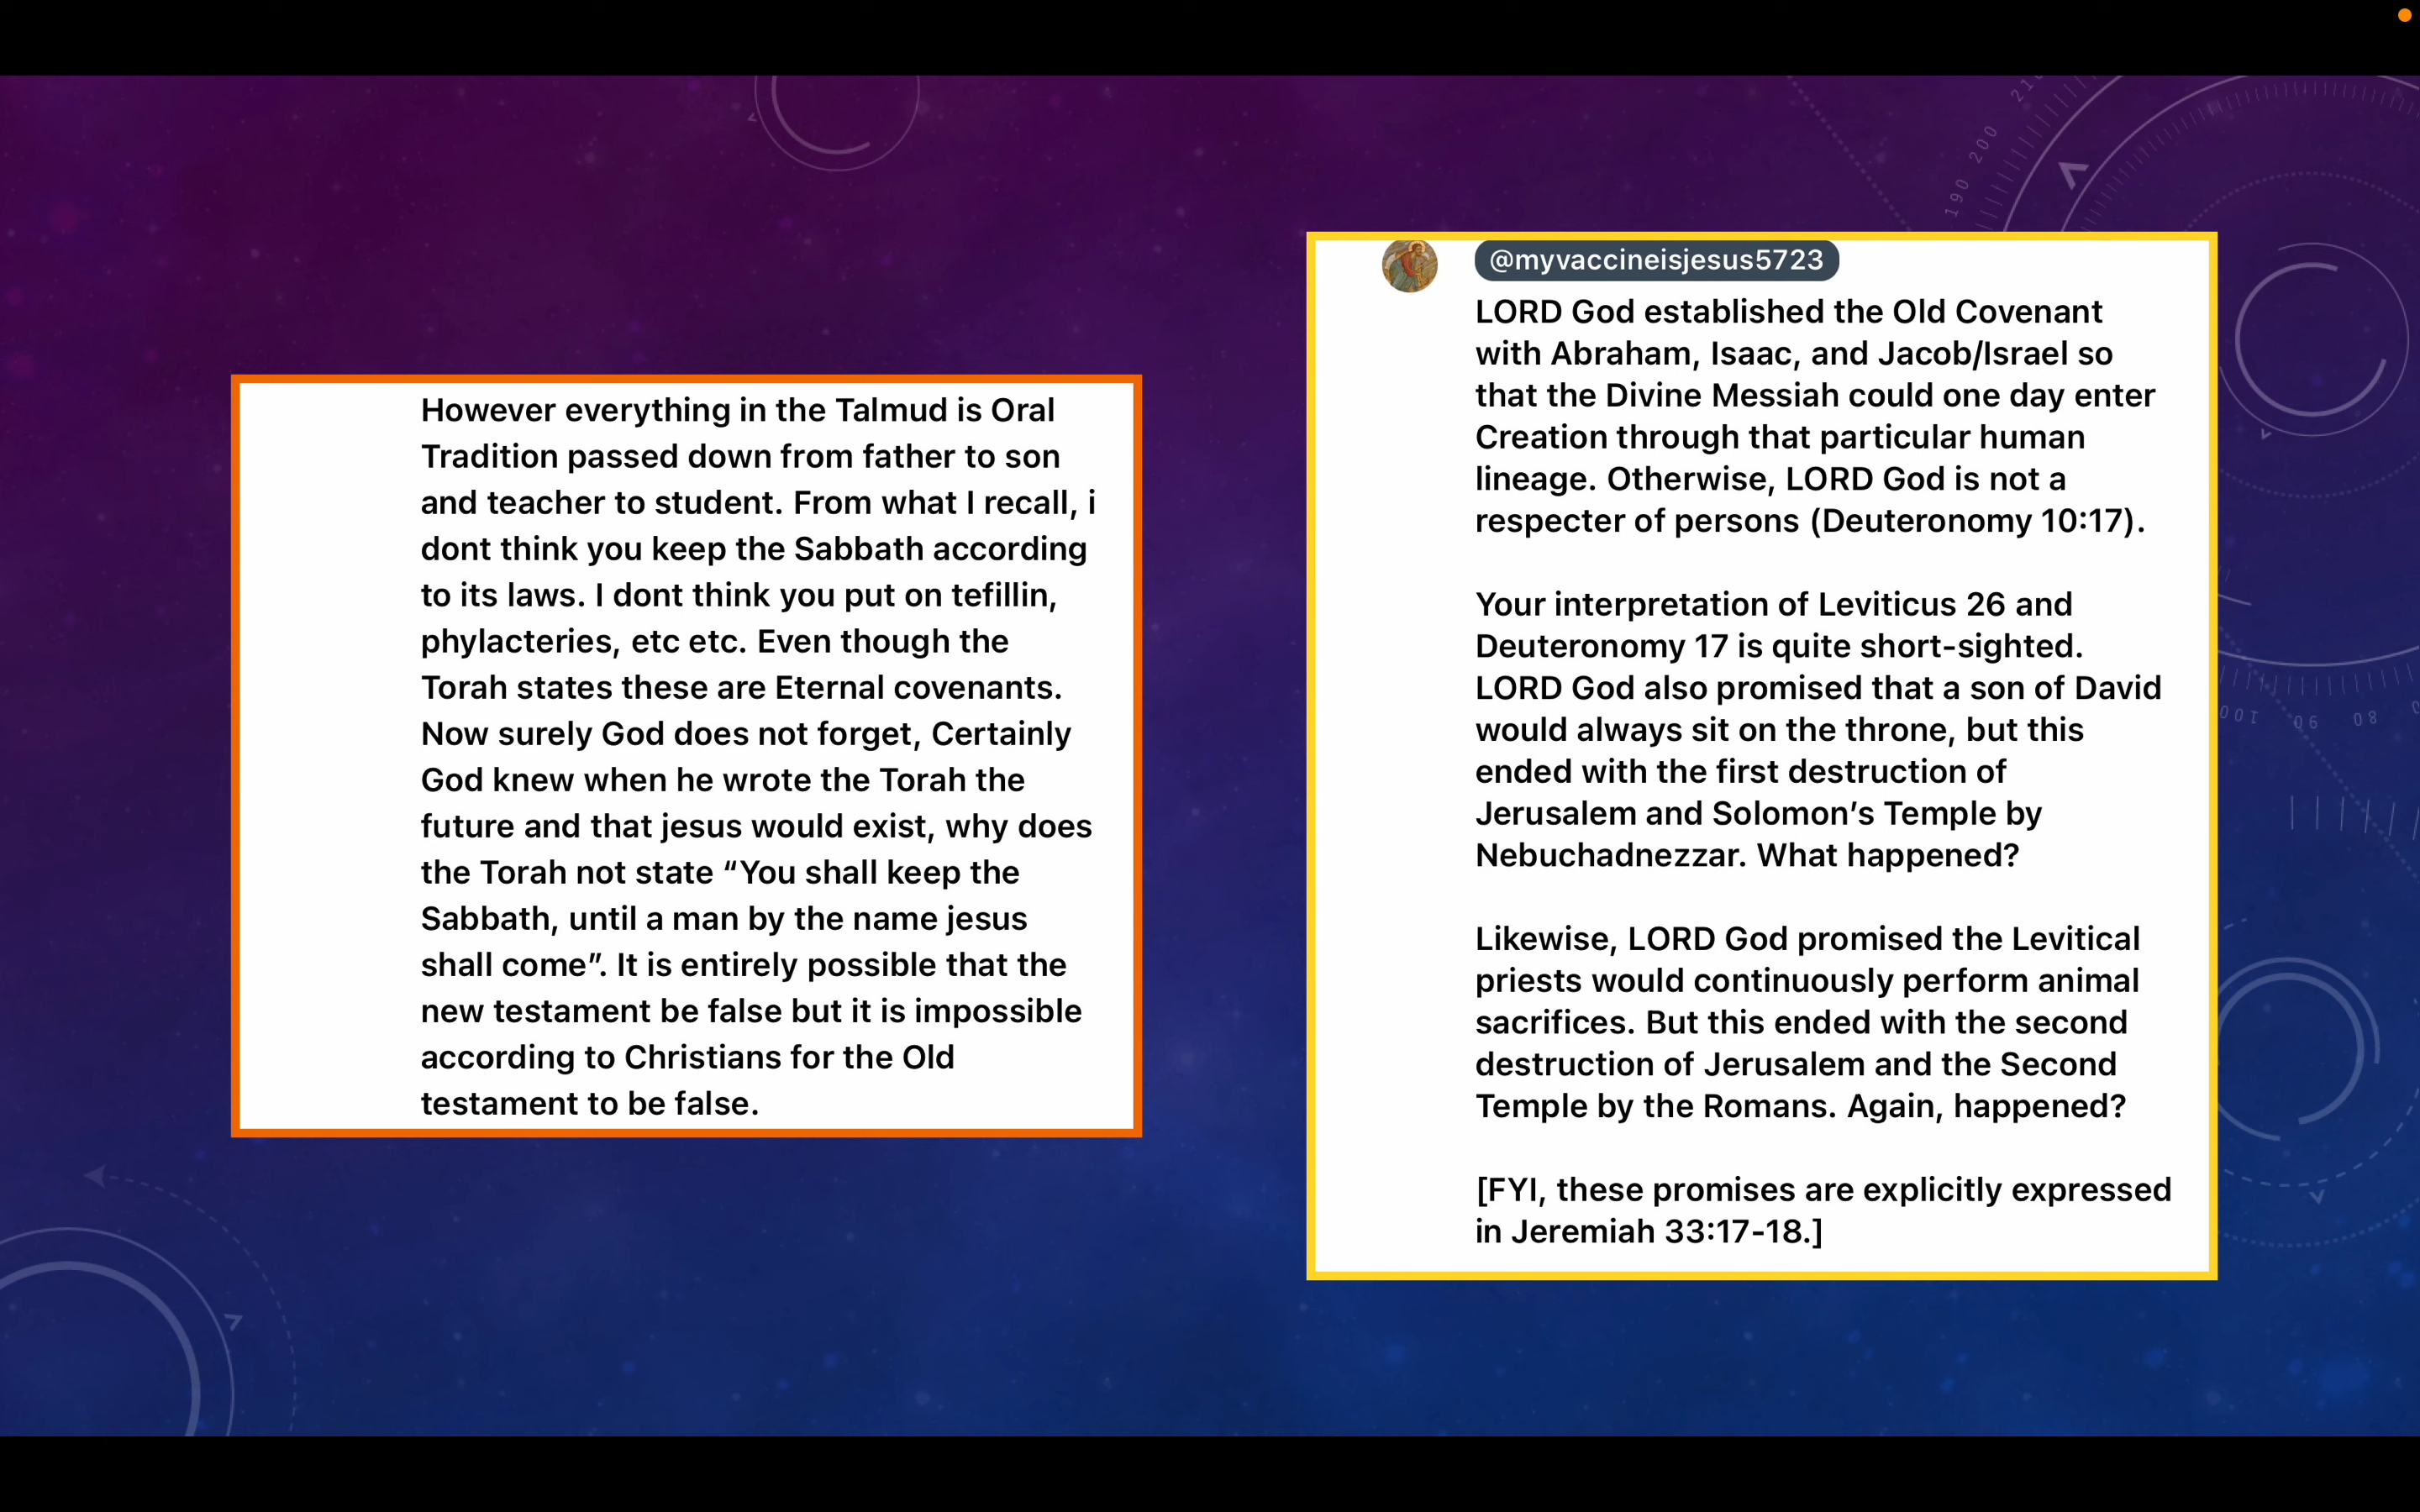 However everything in the Talmud is Oral
Tradition passed down from father to son
and teacher to student. From what I recall, i
dont think you keep the Sabbath according
to its laws. I dont think you put on tefillin,
phylacteries, etc etc. Even though the
Torah states these are Eternal covenants.
Now surely God does not forget, Certainly
God knew when he wrote the Torah the
future and that jesus would exist, why does
the Torah not state “You shall keep the
Sabbath, until a man by the name jesus
shall come”. It is entirely possible that the
new testament be false but it is impossible
according to Christians for the Old
testament to be false.
@myvaccineisjesus5723
LORD God established the Old Covenant
with Abraham, Isaac, and Jacob/Israel so
that the Divine Messiah could one day enter
Creation through that particular human
lineage. Otherwise, LORD God is not a
respecter of persons (Deuteronomy 10:17).
Your interpretation of Leviticus 26 and
Deuteronomy 17 is quite short-sighted.
LORD God also promised that a son of David
would always sit on the throne, but this
ended with the first destruction of
Jerusalem and Solomon’s Temple by
Nebuchadnezzar. What happened?
Likewise, LORD God promised the Levitical
priests would continuously perform animal
sacrifices. But this ended with the second
destruction of Jerusalem and the Second
Temple by the Romans. Again, happened?
[FYI, these promises are explicitly expressed
in Jeremiah 33:17-18.]
190 200
100 90 80